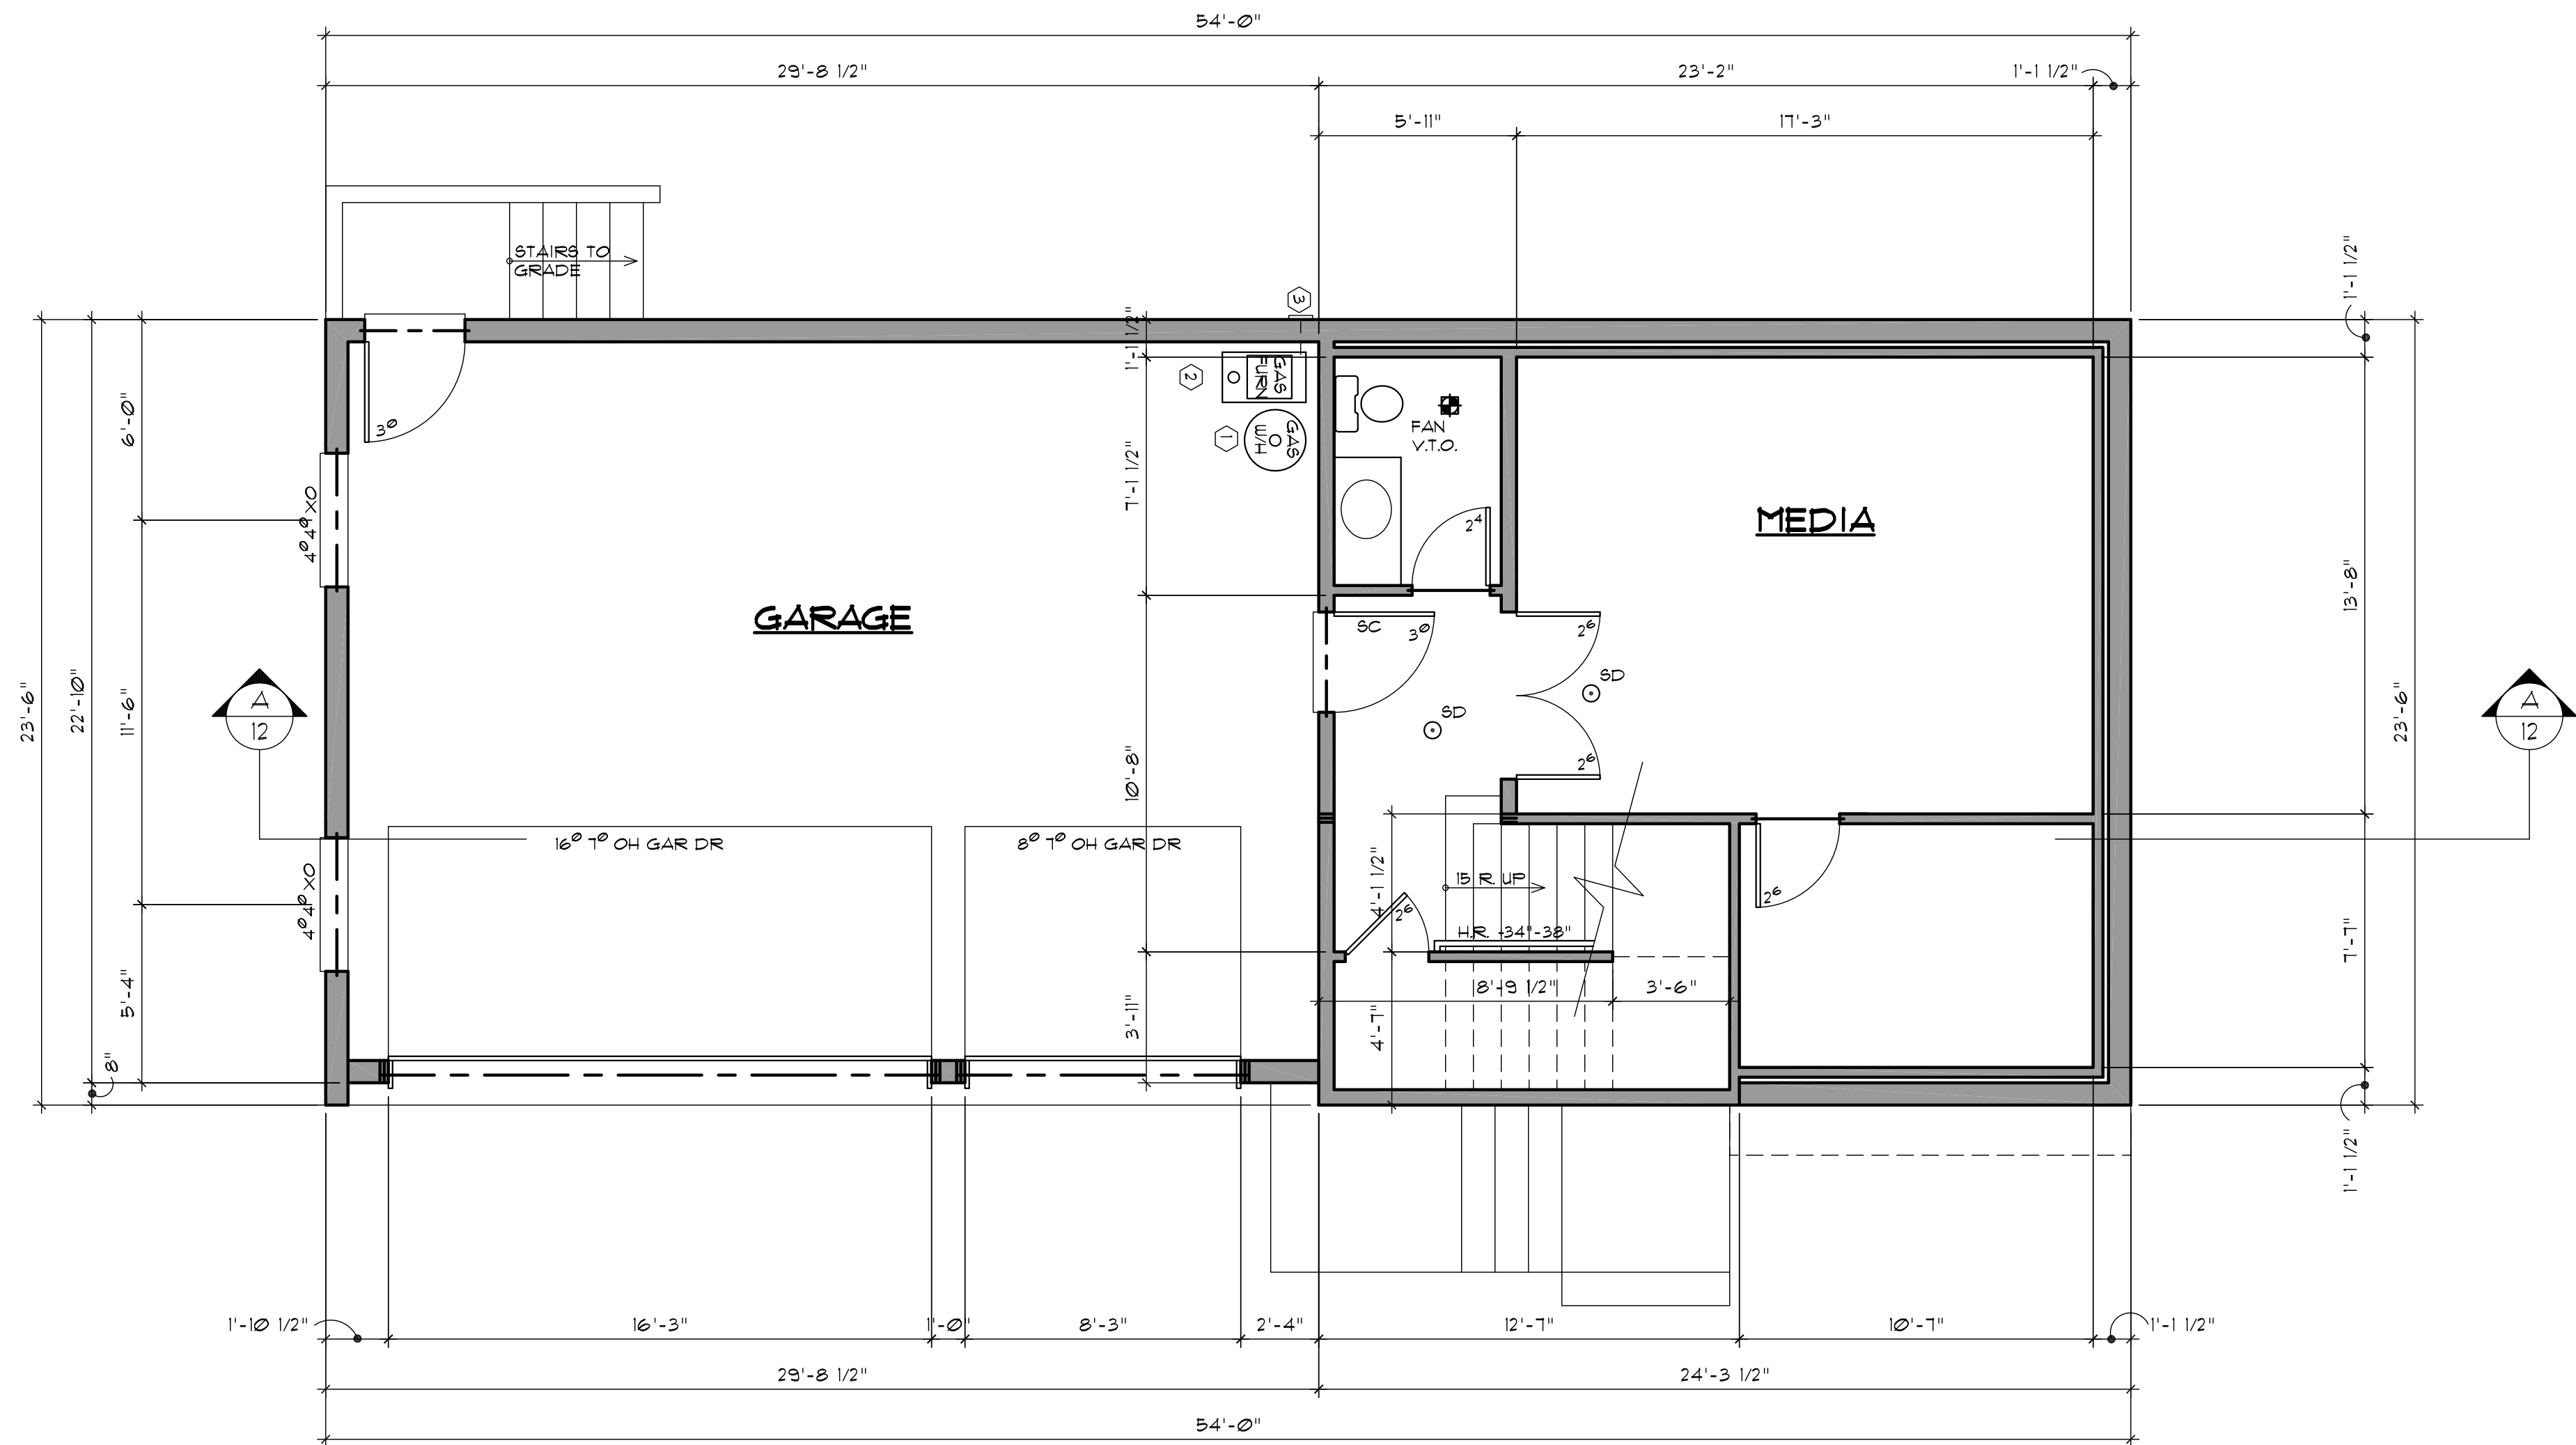 54'-0"
29'-8 1/2"
23'-2"
1'-1 1/2"
5'-11"
17'-3"
STAIRS TO
GRADE
1'-1 1/2"
3
1'-1 1/2"
GAS
FURN
2
6'-0"
3⁰
1
GAS
W/H
FAN
V.T.O.
7'-1 1/2"
4⁰ 4⁰ XO
2⁴
MEDIA
13'-8"
GARAGE
SC
3⁰
2⁶
SD
SD
23'-6"
22'-10"
11'-6"
A
12
10'-8"
2⁶
23'-6"
A
12
16⁰ 7⁰ OH GAR DR
8⁰ 7⁰ OH GAR DR
4'-1 1/2"
15 R. UP
2⁶
2⁶
4⁰ 4⁰ XO
H.R. -34"-38"
7'-7"
5'-4"
3'-11"
8'-9 1/2"
3'-6"
4'-7"
8"
1'-1 1/2"
1'-10 1/2"
16'-3"
1'-0"
8'-3"
2'-4"
12'-7"
10'-7"
1'-1 1/2"
29'-8 1/2"
24'-3 1/2"
54'-0"